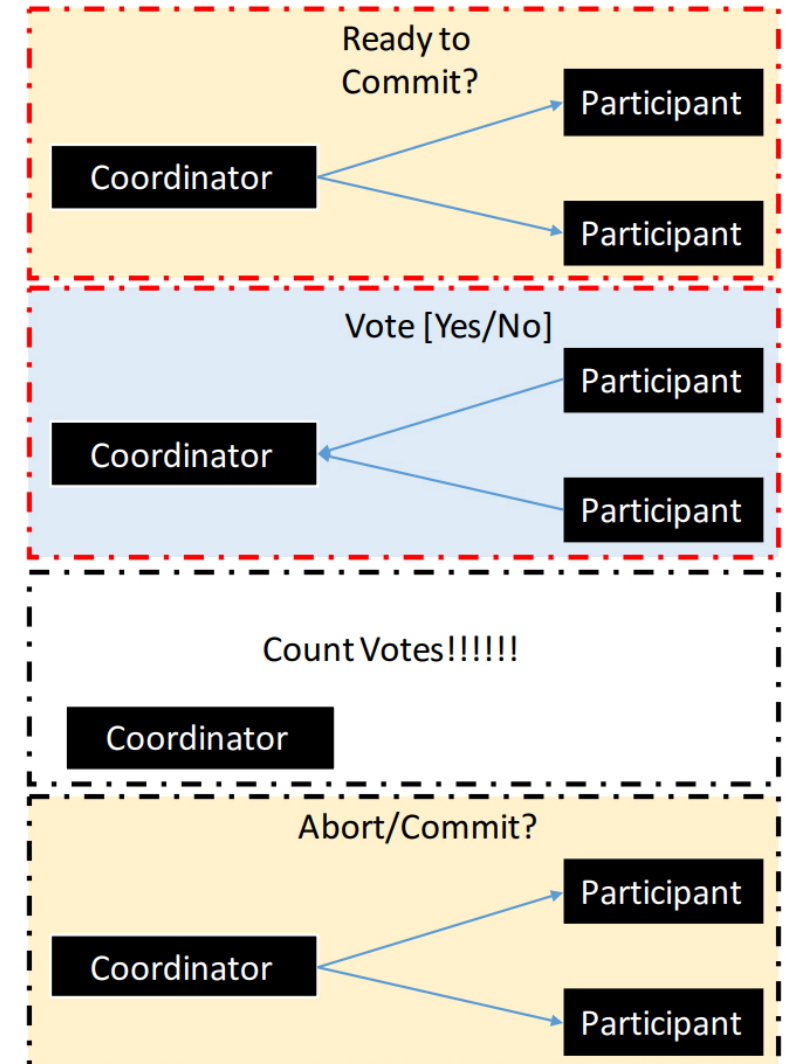 Ready to
Commit?
Participant
Coordinator
Participant
Vote [Yes/No]
Participant
Coordinator
Participant
Count Votes!!!!!!
Coordinator
Abort/Commit?
Participant
Coordinator
Participant